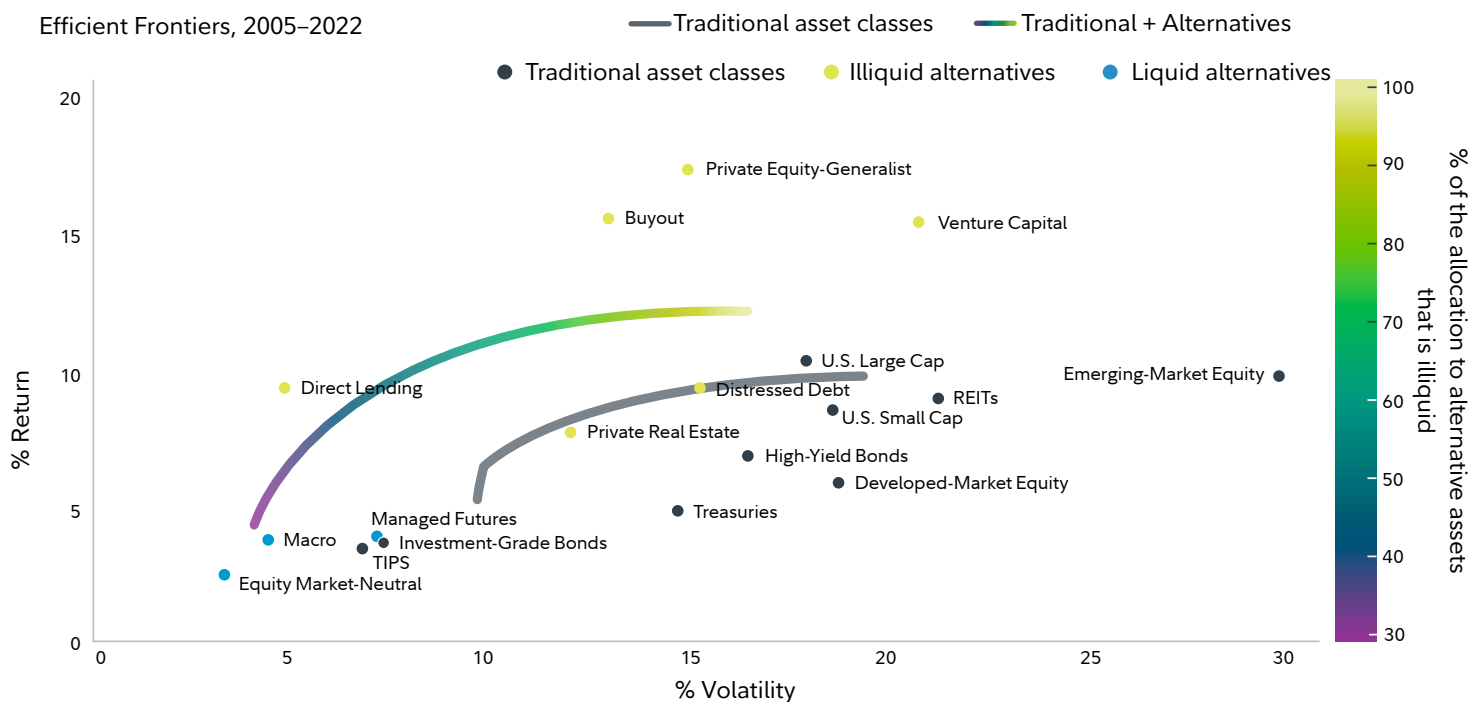 Efficient Frontiers, 2005–2022
Traditional asset classes
Traditional + Alternatives
Traditional asset classes
Illiquid alternatives
Liquid alternatives
% Return
20
15
10
5
0
Private Equity-Generalist
Buyout
Venture Capital
U.S. Large Cap
Emerging-Market Equity
Direct Lending
Distressed Debt
REITs
U.S. Small Cap
Private Real Estate
High-Yield Bonds
Developed-Market Equity
Treasuries
Managed Futures
Macro
Investment-Grade Bonds
TIPS
Equity Market-Neutral
0
5
10
15
20
25
30
% Volatility
100
90
80
70
60
50
40
30
% of the allocation to alternative assets
that is illiquid